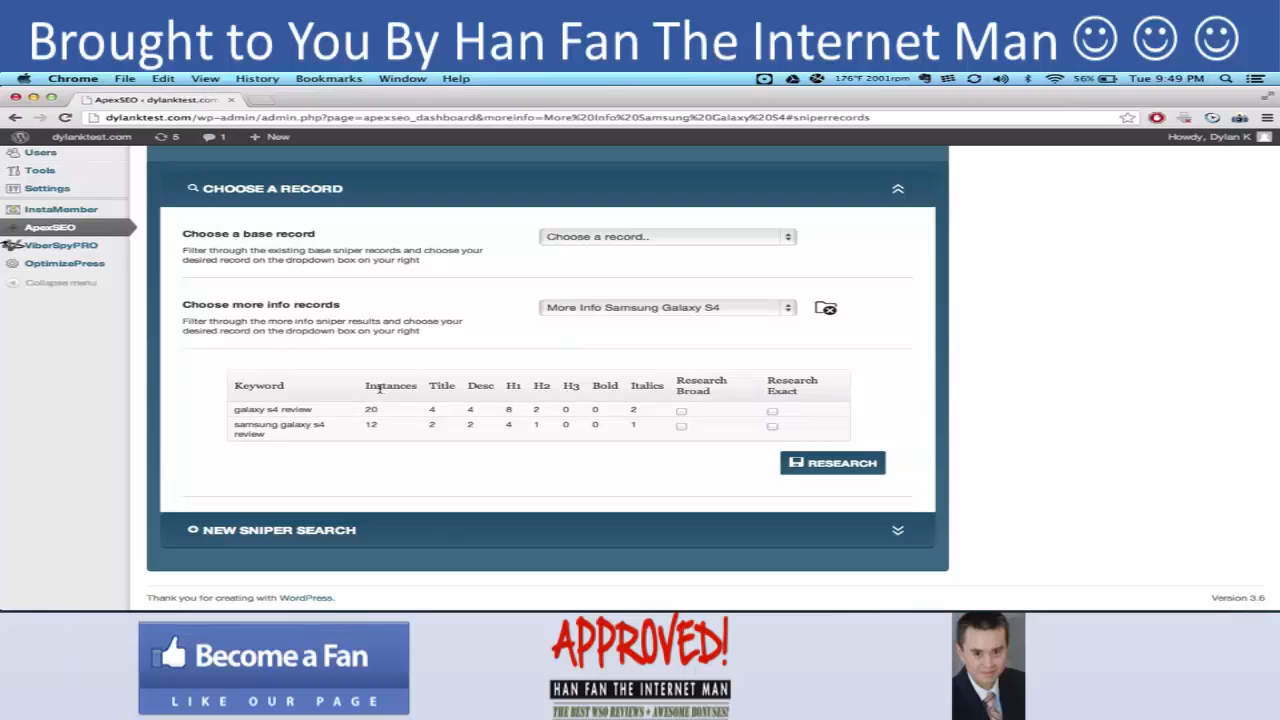 Brought to You By Han Fan The Internet Man
Chrome File Edit View History Bookmarks Window Help 176°F 2001rpm 56% Tue 9:49 PM
ApexSEO ‹ dylanktest.com
dylanktest.com/wp-admin/admin.php?page=apexseo_dashboard&moreinfo=More%20Info%20Samsung%20Galaxy%20S4#sniperrecords
dylanktest.com 5 1 + New Howdy, Dylan K
Users
Tools
Settings
InstaMember
ApexSEO
ViberSpyPRO
OptimizePress
Collapse menu
CHOOSE A RECORD
Choose a base record
Filter through the existing base sniper records and choose your
desired record on the dropdown box on your right
Choose a record..
Choose more info records
Filter through the more info sniper results and choose your
desired record on the dropdown box on your right
More Info Samsung Galaxy S4
Keyword Instances Title Desc H1 H2 H3 Bold Italics Research Broad Research Exact
galaxy s4 review 20 4 4 8 2 0 0 2
samsung galaxy s4 review 12 2 2 4 1 0 0 1
RESEARCH
NEW SNIPER SEARCH
Thank you for creating with WordPress. Version 3.6
Become a Fan
LIKE OUR PAGE
APPROVED!
HAN FAN THE INTERNET MAN
THE BEST WSO REVIEWS + AWESOME BONUSES!